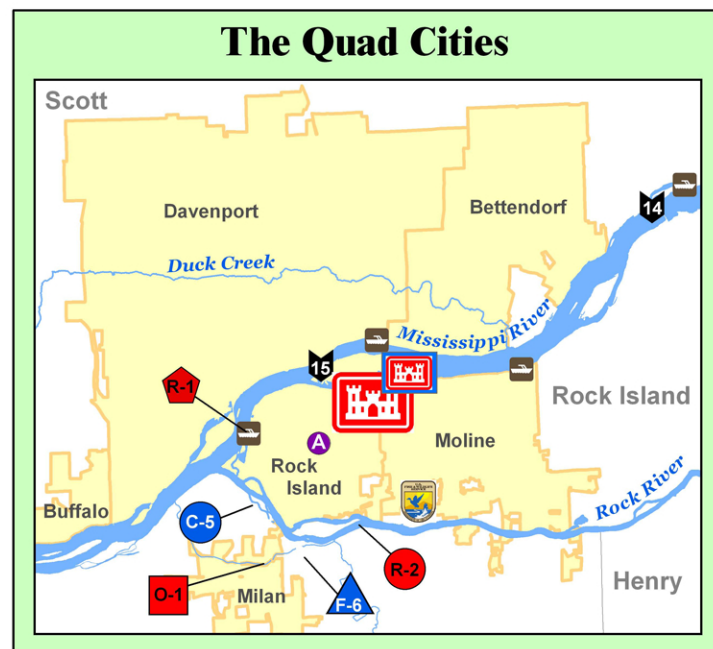 The Quad Cities
Scott
Davenport
Bettendorf
14
Duck Creek
Mississippi River
15
R-1
Rock Island
A
Moline
Rock
Island
Buffalo
Rock River
C-5
R-2
O-1
Milan
F-6
Henry